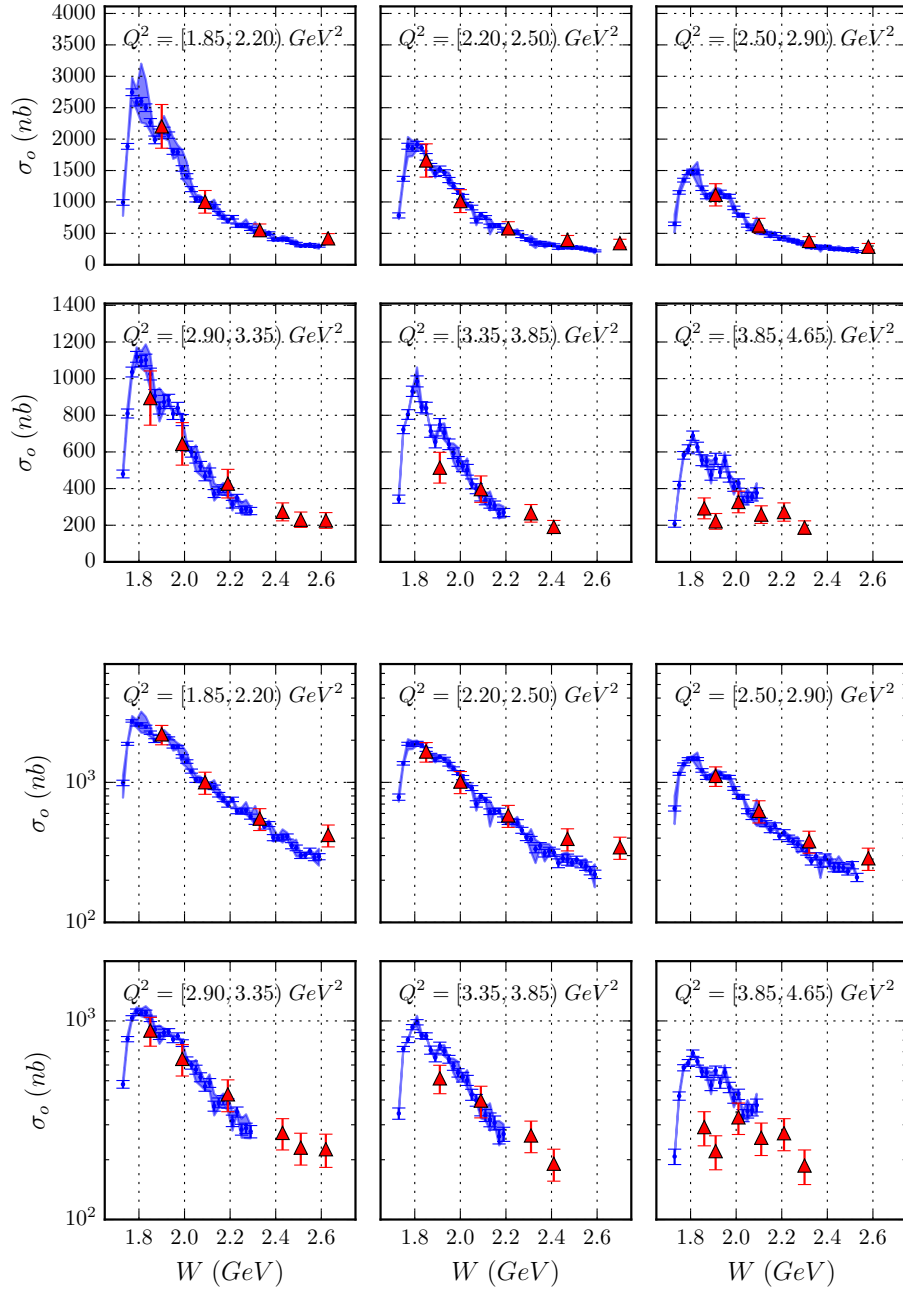 Q² = [1.85, 2.20) GeV² Q² = [2.20, 2.50) GeV² Q² = [2.50, 2.90) GeV²
4000
3500
3000
2500
2000
1500
1000
500
0
σₒ (nb)
Q² = [2.90, 3.35) GeV² Q² = [3.35, 3.85) GeV² Q² = [3.85, 4.65) GeV²
1400
1200
1000
800
600
400
200
0
σₒ (nb)
1.8 2.0 2.2 2.4 2.6 1.8 2.0 2.2 2.4 2.6 1.8 2.0 2.2 2.4 2.6
Q² = [1.85, 2.20) GeV² Q² = [2.20, 2.50) GeV² Q² = [2.50, 2.90) GeV²
10³
10²
σₒ (nb)
Q² = [2.90, 3.35) GeV² Q² = [3.35, 3.85) GeV² Q² = [3.85, 4.65) GeV²
10³
10²
σₒ (nb)
1.8 2.0 2.2 2.4 2.6 1.8 2.0 2.2 2.4 2.6 1.8 2.0 2.2 2.4 2.6
W (GeV) W (GeV) W (GeV)